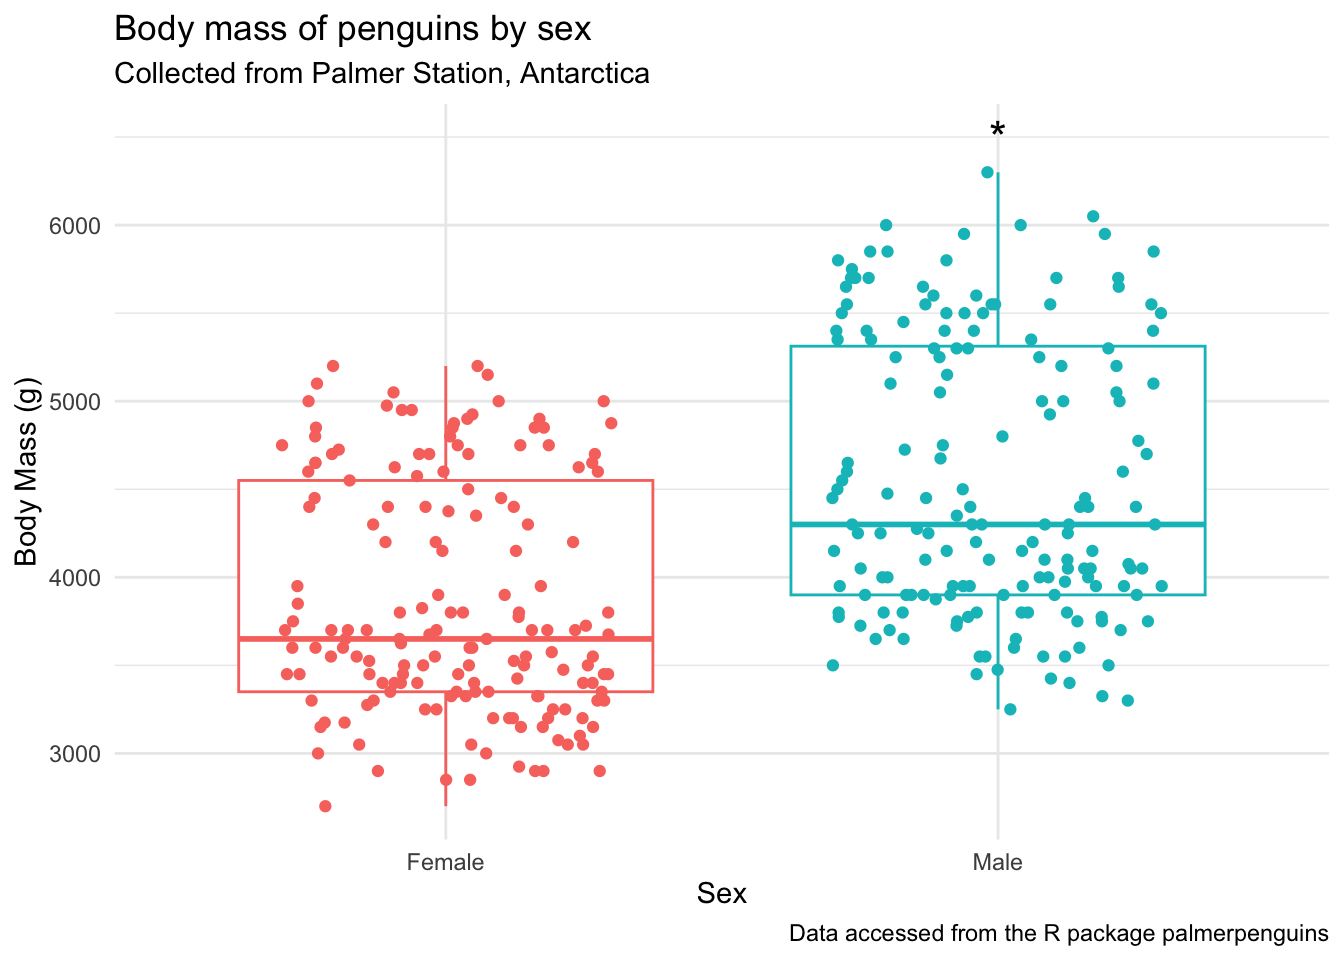 Body mass of penguins by sex
Collected from Palmer Station, Antarctica
*
6000
5000
4000
3000
Body Mass (g)
Female Male
Sex
Data accessed from the R package palmerpenguins